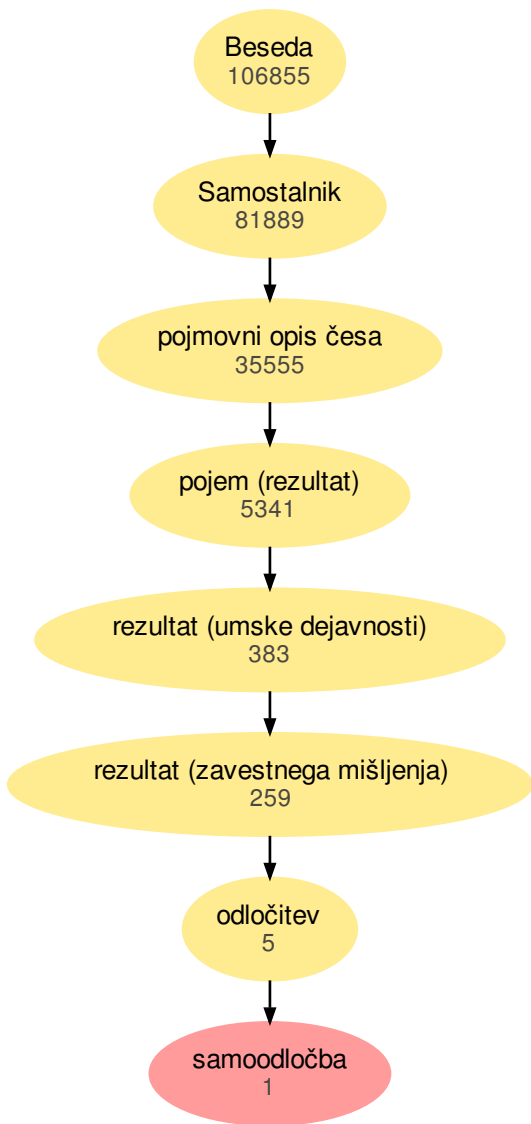 Beseda
106855
Samostalnik
81889
pojmovni opis česa
35555
pojem (rezultat)
5341
rezultat (umske dejavnosti)
383
rezultat (zavestnega mišljenja)
259
odločitev
5
samoodločba
1